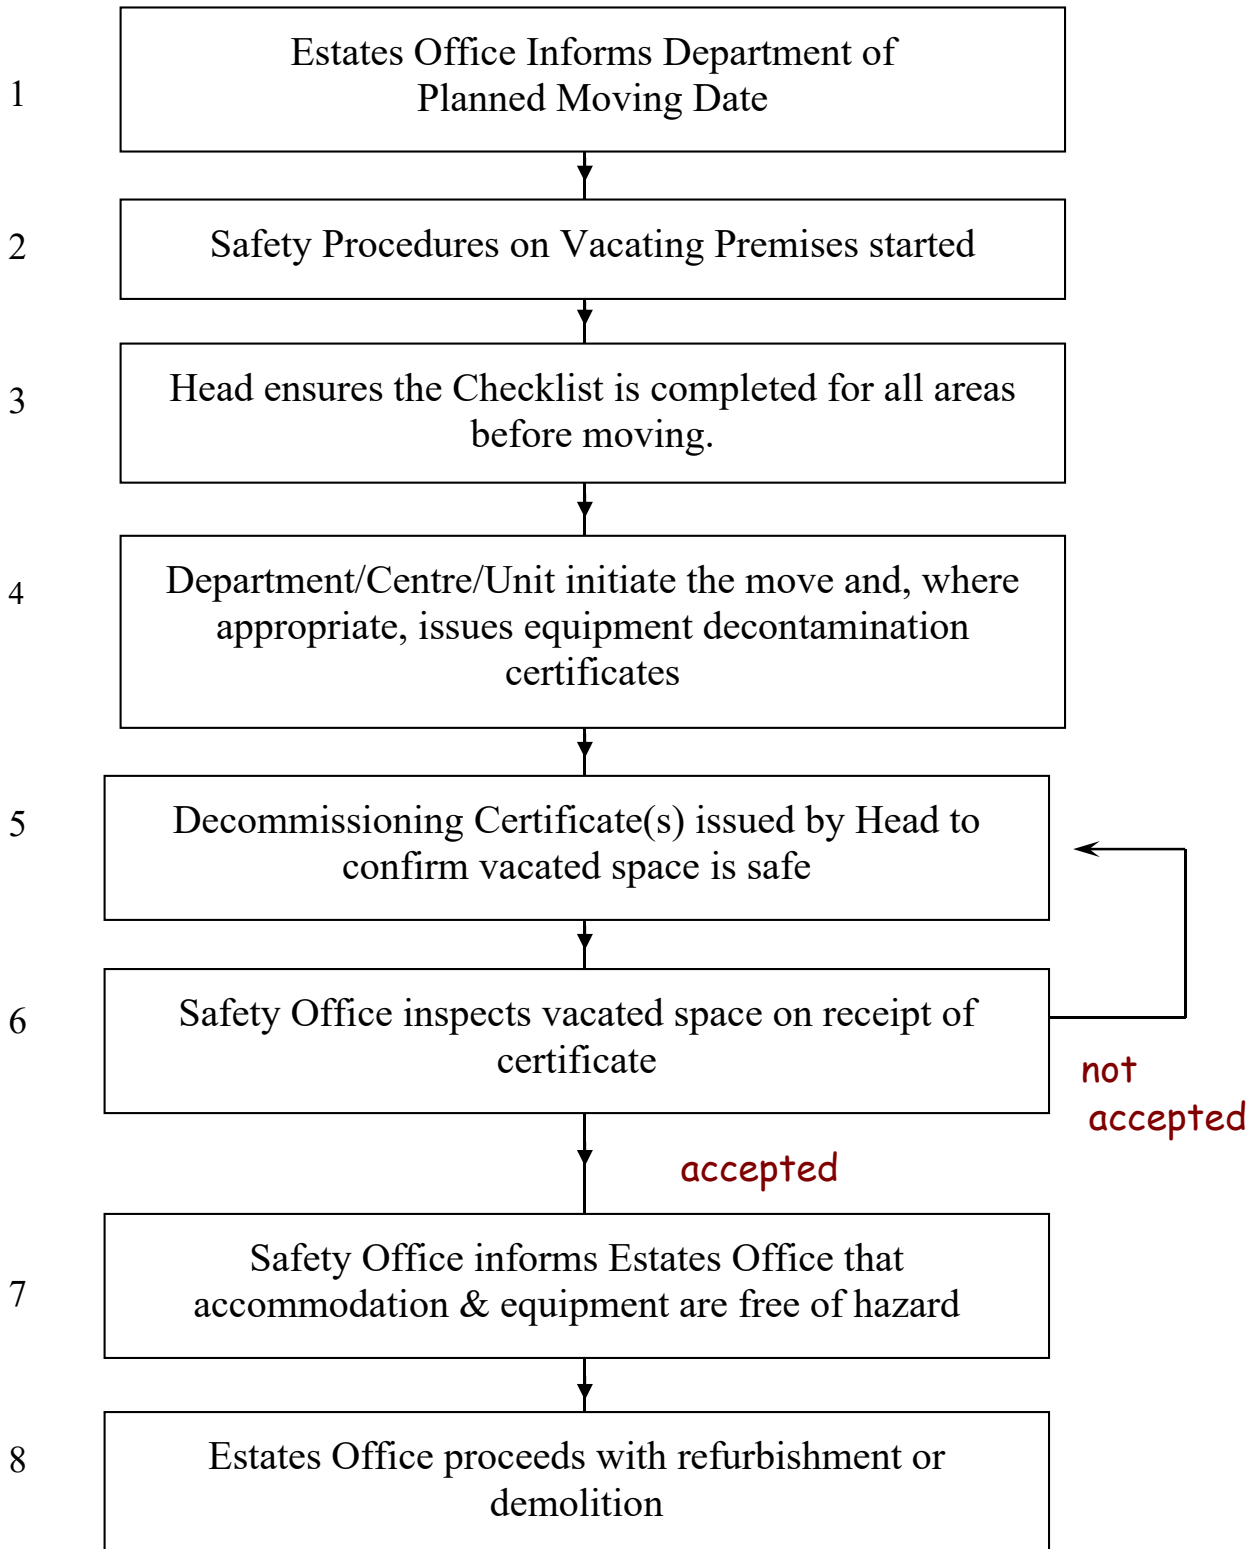 1
Estates Office Informs Department of
Planned Moving Date
2
Safety Procedures on Vacating Premises started
3
Head ensures the Checklist is completed for all areas
before moving.
4
Department/Centre/Unit initiate the move and, where
appropriate, issues equipment decontamination
certificates
5
Decommissioning Certificate(s) issued by Head to
confirm vacated space is safe
6
Safety Office inspects vacated space on receipt of
certificate
not
accepted
accepted
7
Safety Office informs Estates Office that
accommodation & equipment are free of hazard
8
Estates Office proceeds with refurbishment or
demolition